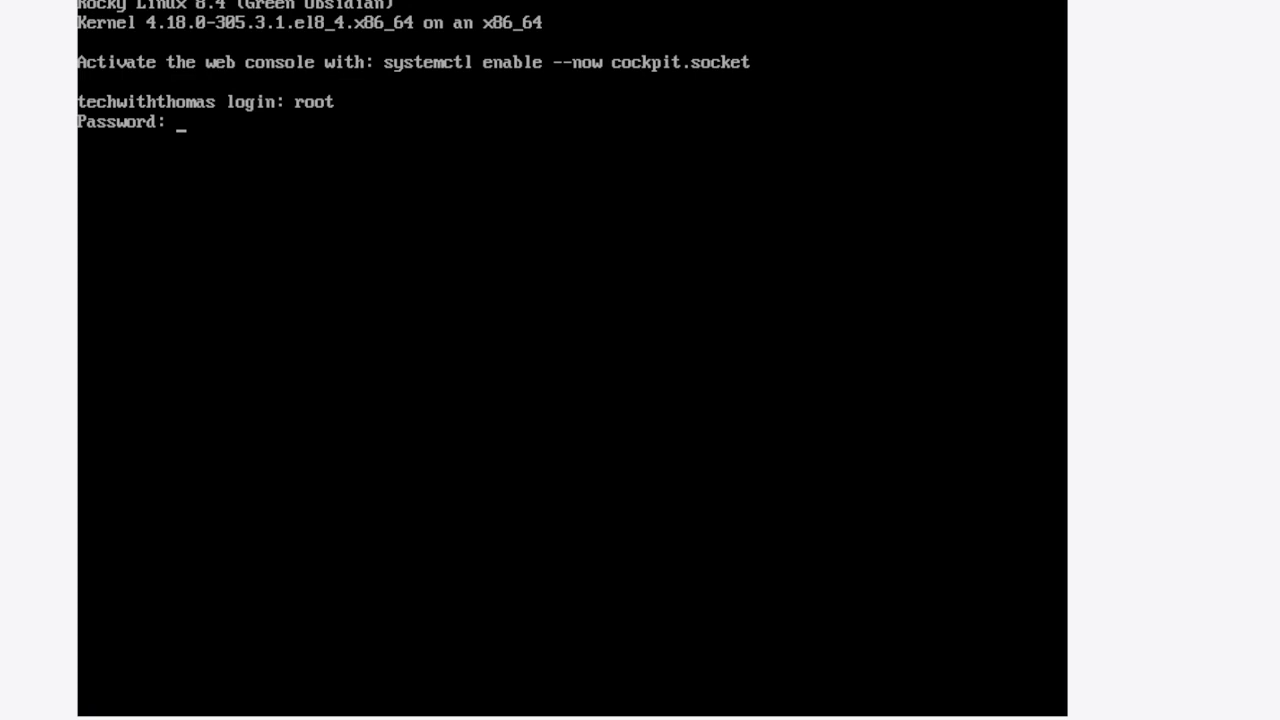 Rocky Linux 8.4 (Green Obsidian)
Kernel 4.18.0-305.3.1.el8_4.x86_64 on an x86_64
Activate the web console with: systemctl enable --now cockpit.socket
techwiththomas login: root
Password: _